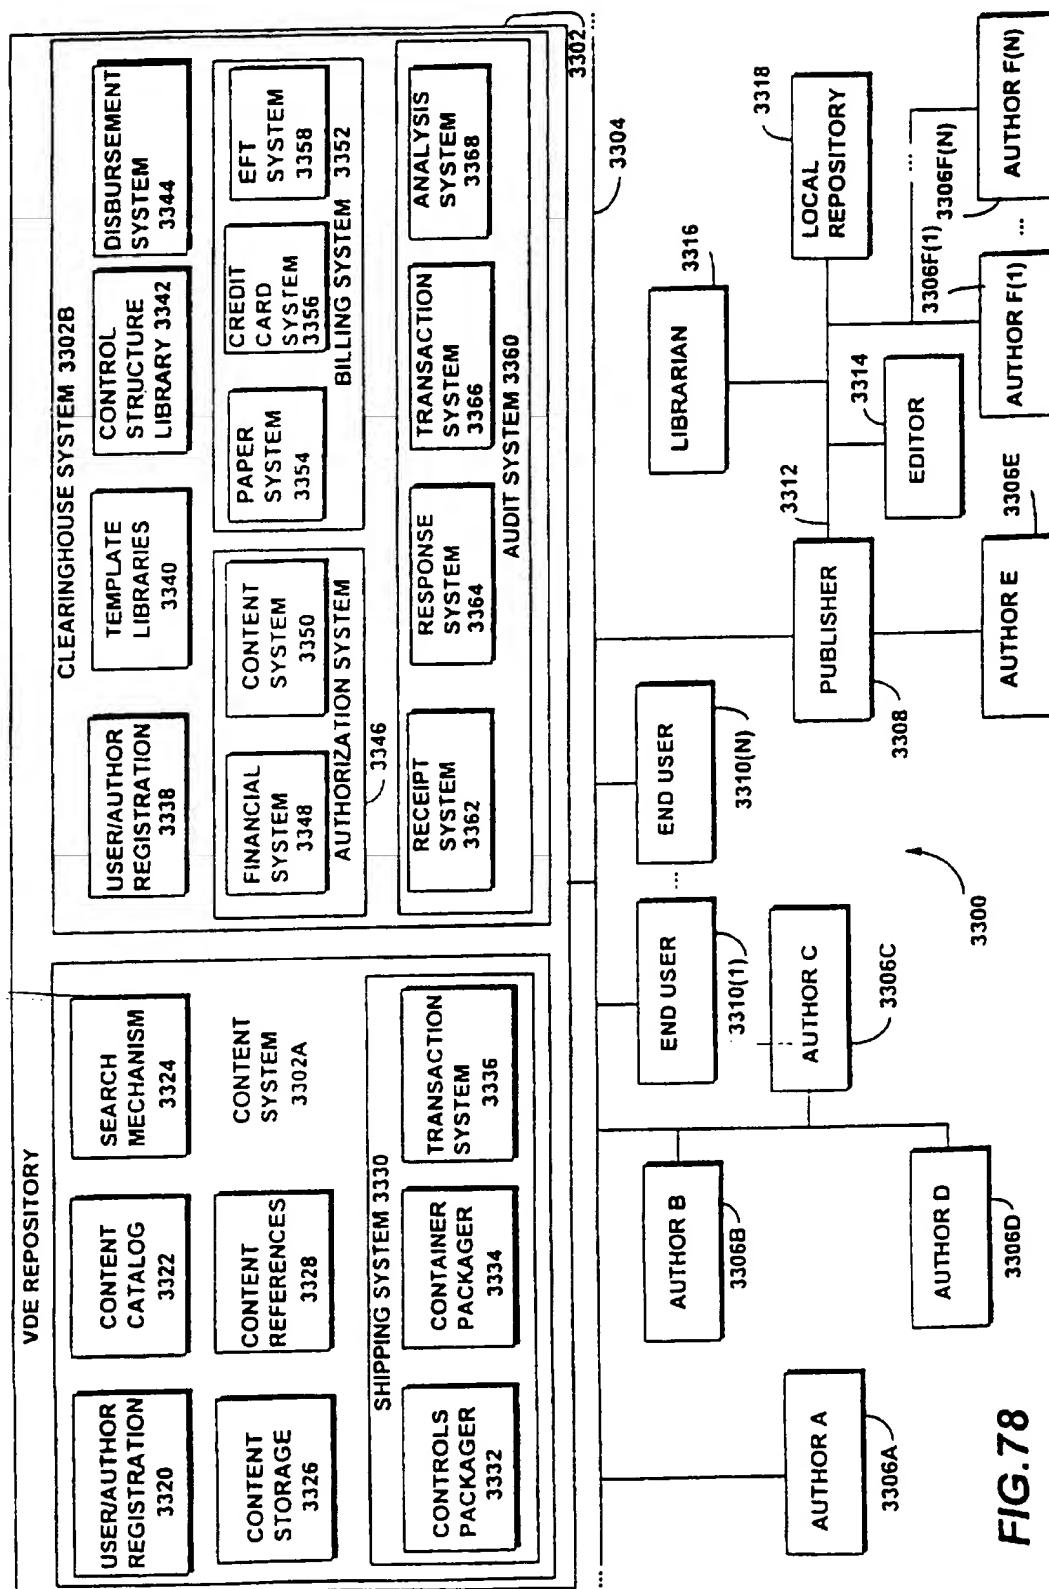 VDE REPOSITORY
USER/AUTHOR
REGISTRATION
3320
CONTENT
CATALOG
3322
SEARCH
MECHANISM
3324
CONTENT
STORAGE
3326
CONTENT
REFERENCES
3328
CONTENT
SYSTEM
3302A
SHIPPING SYSTEM 3330
CONTROLS
PACKAGER
3332
CONTAINER
PACKAGER
3334
TRANSACTION
SYSTEM
3336
CLEARINGHOUSE SYSTEM 3302B
USER/AUTHOR
REGISTRATION
3338
TEMPLATE
LIBRARIES
3340
CONTROL
STRUCTURE
LIBRARY 3342
DISBURSEMENT
SYSTEM
3344
FINANCIAL
SYSTEM
3348
CONTENT
SYSTEM
3350
AUTHORIZATION SYSTEM
3346
PAPER
SYSTEM
3354
CREDIT
CARD
SYSTEM
3356
EFT
SYSTEM
3358
BILLING SYSTEM 3352
RECEIPT
SYSTEM
3362
RESPONSE
SYSTEM
3364
TRANSACTION
SYSTEM
3366
ANALYSIS
SYSTEM
3368
AUDIT SYSTEM 3360
3302
...
...
3304
AUTHOR A
3306A
AUTHOR B
3306B
AUTHOR C
3306C
AUTHOR D
3306D
END USER
3310(1)
...
END USER
3310(N)
3300
PUBLISHER
3308
3312
AUTHOR E
3306E
EDITOR
3314
LIBRARIAN
3316
LOCAL
REPOSITORY
3318
...
AUTHOR F(1)
3306F(1)
...
AUTHOR F(N)
3306F(N)
FIG.78